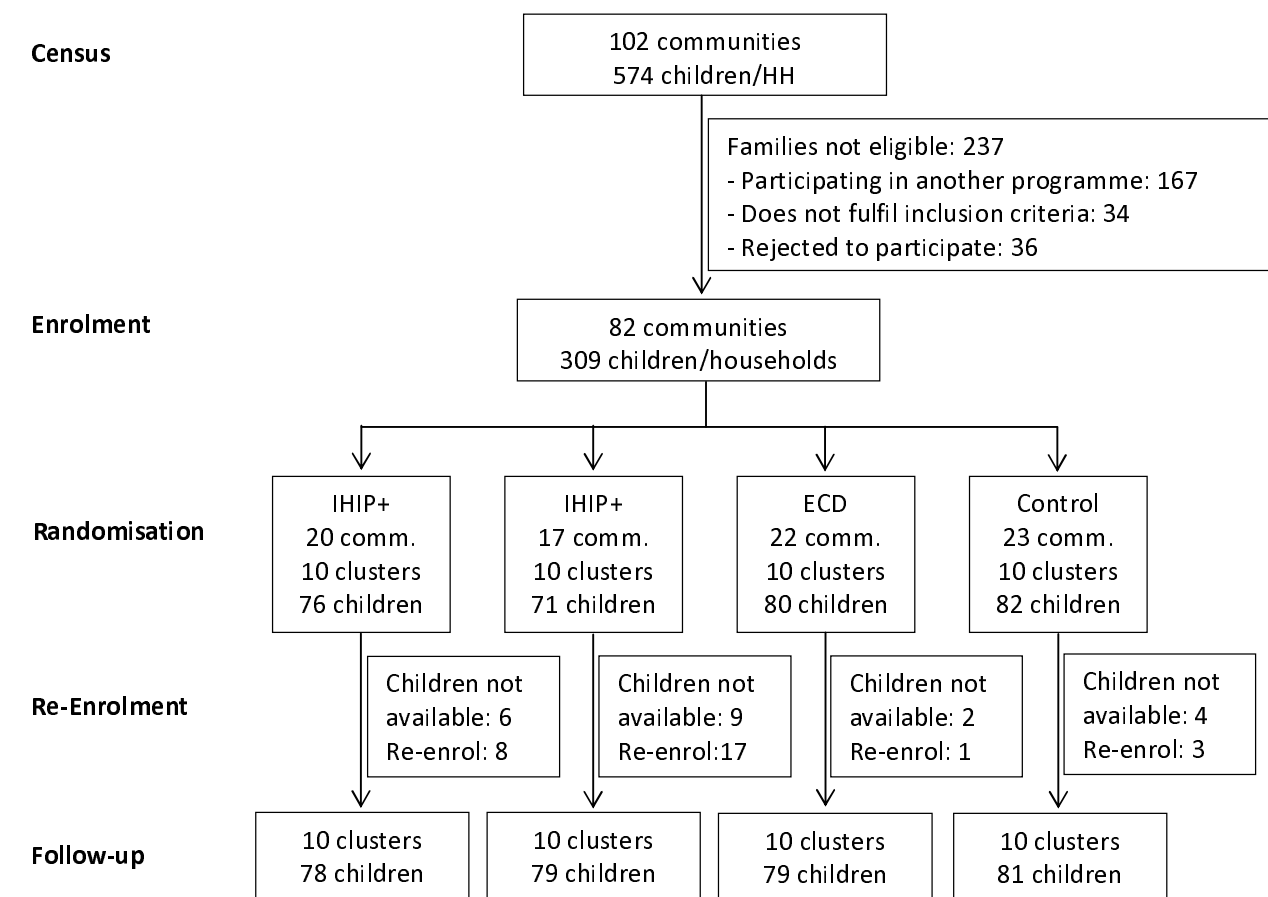 Census
102 communities
574 children/HH
Families not eligible: 237
- Participating in another programme: 167
- Does not fulfil inclusion criteria: 34
- Rejected to participate: 36
Enrolment
82 communities
309 children/households
Randomisation
IHIP+
20 comm.
10 clusters
76 children
IHIP+
17 comm.
10 clusters
71 children
ECD
22 comm.
10 clusters
80 children
Control
23 comm.
10 clusters
82 children
Re-Enrolment
Children not
available: 6
Re-enrol: 8
Children not
available: 9
Re-enrol:17
Children not
available: 2
Re-enrol: 1
Children not
available: 4
Re-enrol: 3
Follow-up
10 clusters
78 children
10 clusters
79 children
10 clusters
79 children
10 clusters
81 children